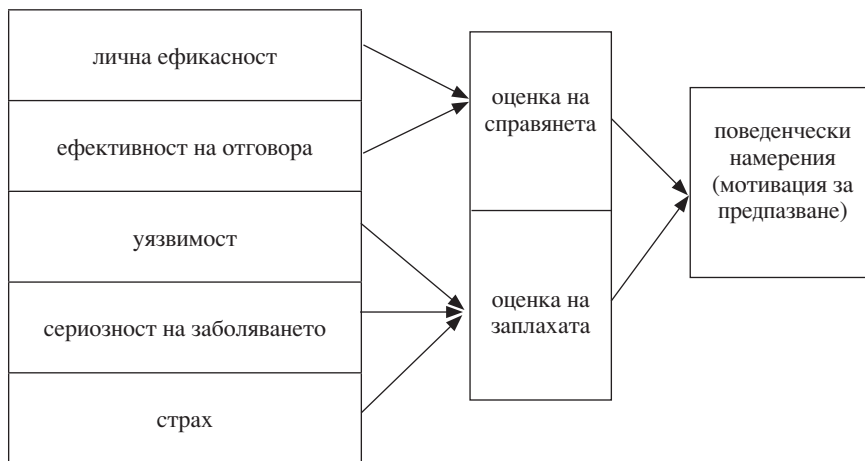 лична ефикасност
ефективност на отговора
уязвимост
сериозност на заболяването
страх
оценка на
справянета
оценка на
заплахата
поведенчески
намерения
(мотивация за
предпазване)